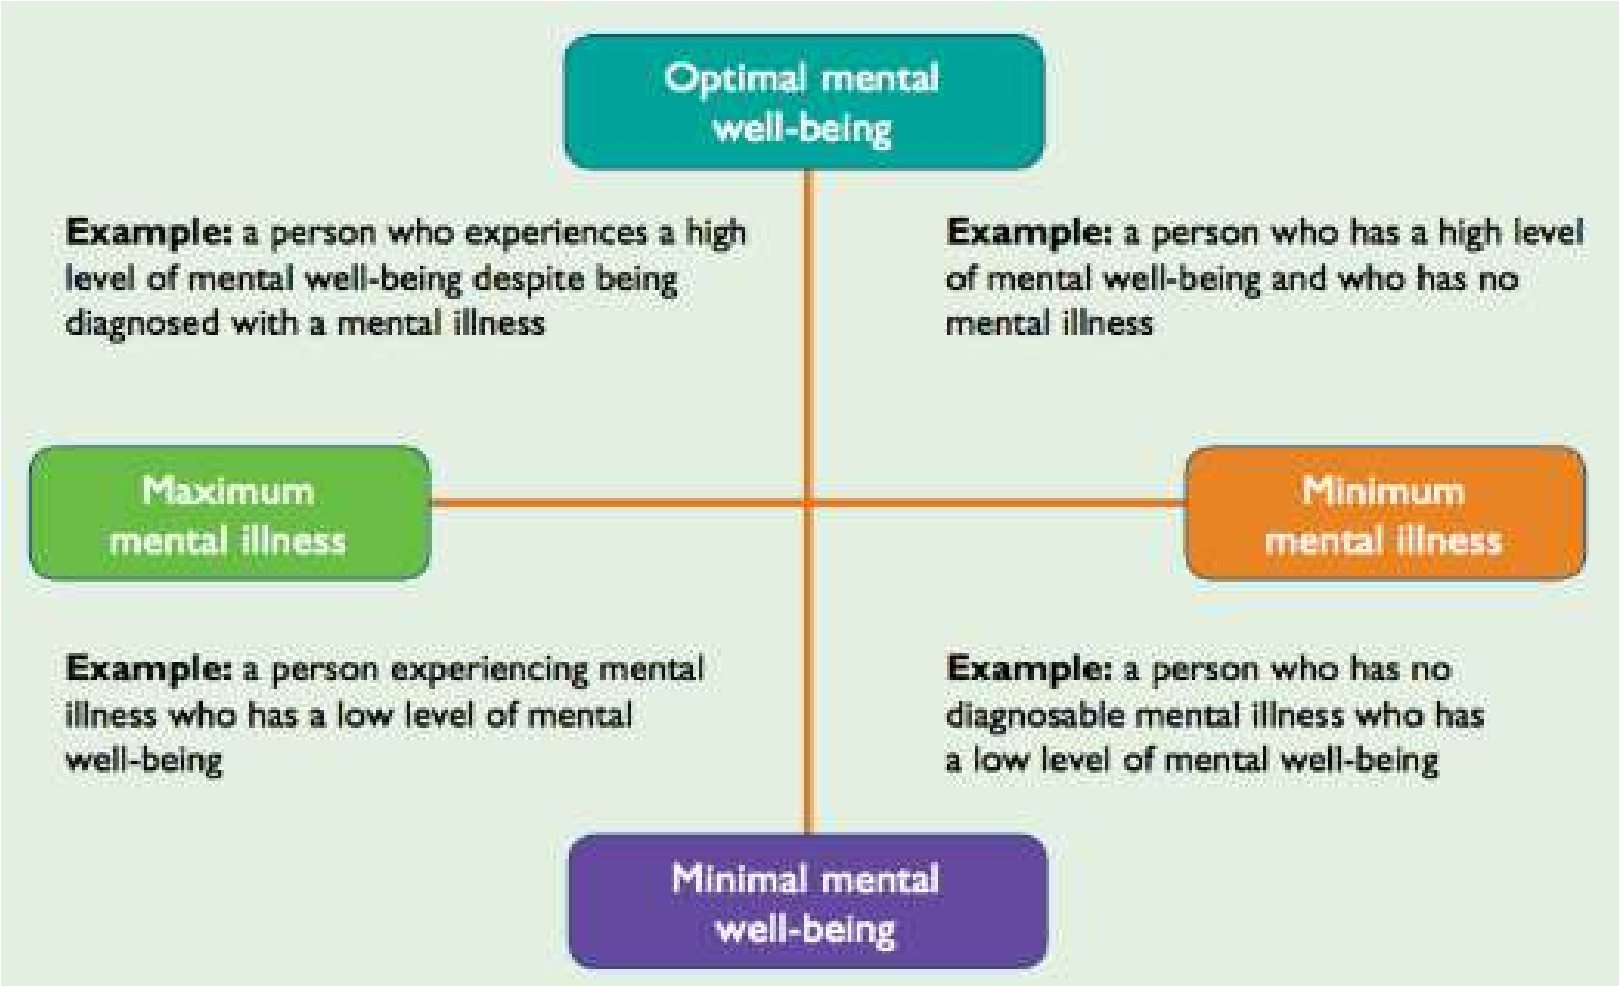 Optimal mental
well-being
Example: a person who experiences a high
level of mental well-being despite being
diagnosed with a mental illness
Example: a person who has a high level
of mental well-being and who has no
mental illness
Maximum
mental illness
Minimum
mental illness
Example: a person experiencing mental
illness who has a low level of mental
well-being
Example: a person who has no
diagnosable mental illness who has
a low level of mental well-being
Minimal mental
well-being